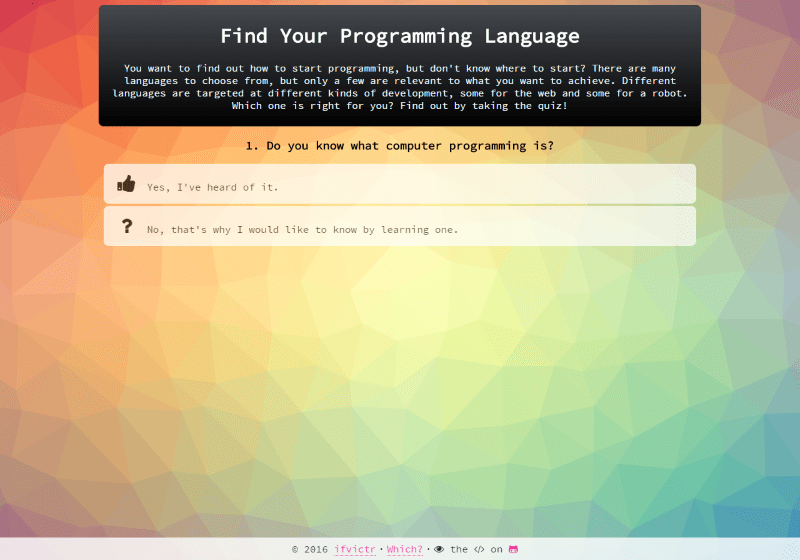 Find Your Programming Language
You want to find out how to start programming, but don't know where to start? There are many
languages to choose from, but only a few are relevant to what you want to achieve. Different
languages are targeted at different kinds of development, some for the web and some for a robot.
Which one is right for you? Find out by taking the quiz!
1. Do you know what computer programming is?
Yes, I've heard of it.
? No, that's why I would like to know by learning one.
© 2016 ifvictr · Which? · the </> on